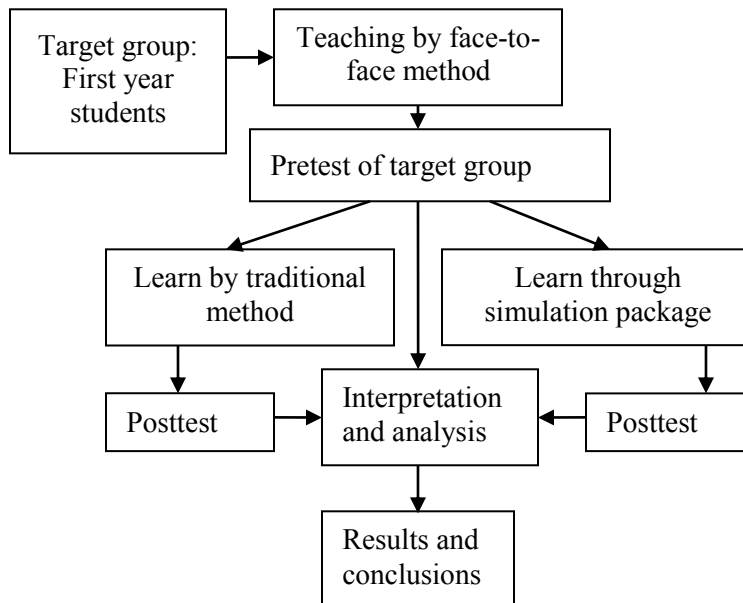 Target group:
First year
students
Teaching by face-to-
face method
Pretest of target group
Learn by traditional
method
Learn through
simulation package
Posttest
Interpretation
and analysis
Posttest
Results and
conclusions